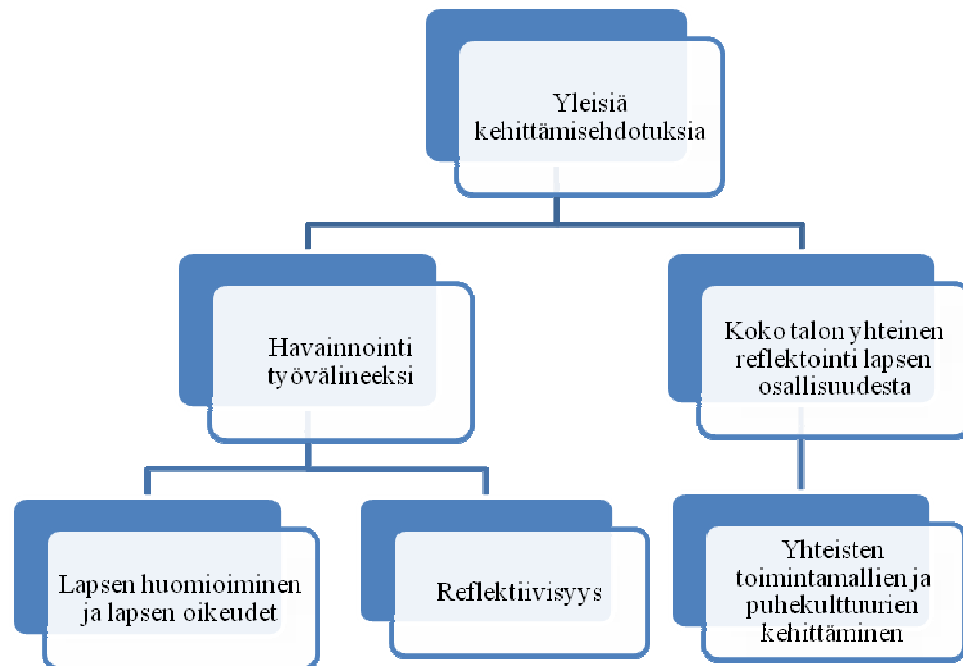 Yleisiä
kehittämisehdotuksia
Havainnointi
työvälineeksi
Koko talon yhteinen
reflektointi lapsen
osallisuudesta
Lapsen huomioiminen
ja lapsen oikeudet
Reflektiivisyys
Yhteisten
toimintamallien ja
puhekulttuurien
kehittäminen